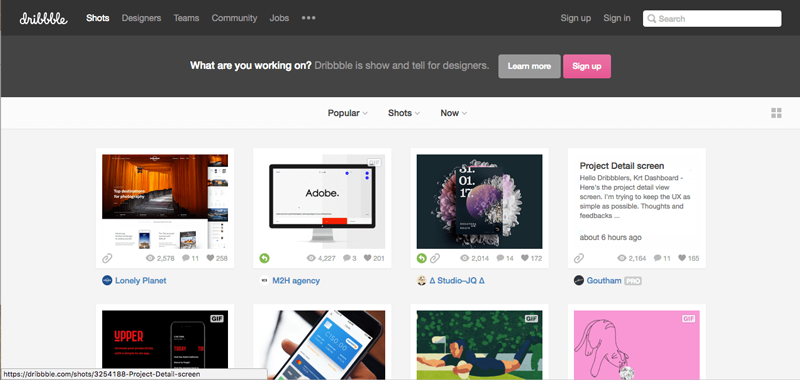 dribbble Shots Designers Teams Community Jobs ••• Sign up Sign in Search
What are you working on? Dribbble is show and tell for designers. Learn more Sign up
Popular Shots Now
Top destinations
for photography
GIF
Adobe.
31.
01.
17.
Project Detail screen
Hello Dribbblers, Krt Dashboard -
Here's the project detail view
screen. I'm trying to keep the UX as
simple as possible. Thoughts and
feedbacks ...
about 6 hours ago
2,576 11 258
4,227 3 201
2,014 14 172
2,164 11 165
Lonely Planet
M2H agency
Δ Studio–JQ Δ
Goutham PRO
UPPER
GIF
GIF
GIF
https://dribbble.com/shots/3254188-Project-Detail-screen